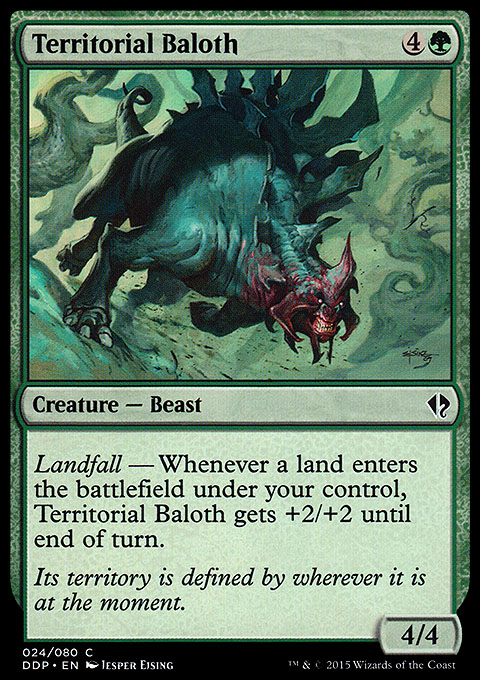 Territorial Baloth 4
Creature — Beast
Landfall — Whenever a land enters
the battlefield under your control,
Territorial Baloth gets +2/+2 until
end of turn.
Its territory is defined by wherever it is
at the moment.
4/4
024/080 C
DDP • EN Jesper Eising
™ & © 2015 Wizards of the Coast